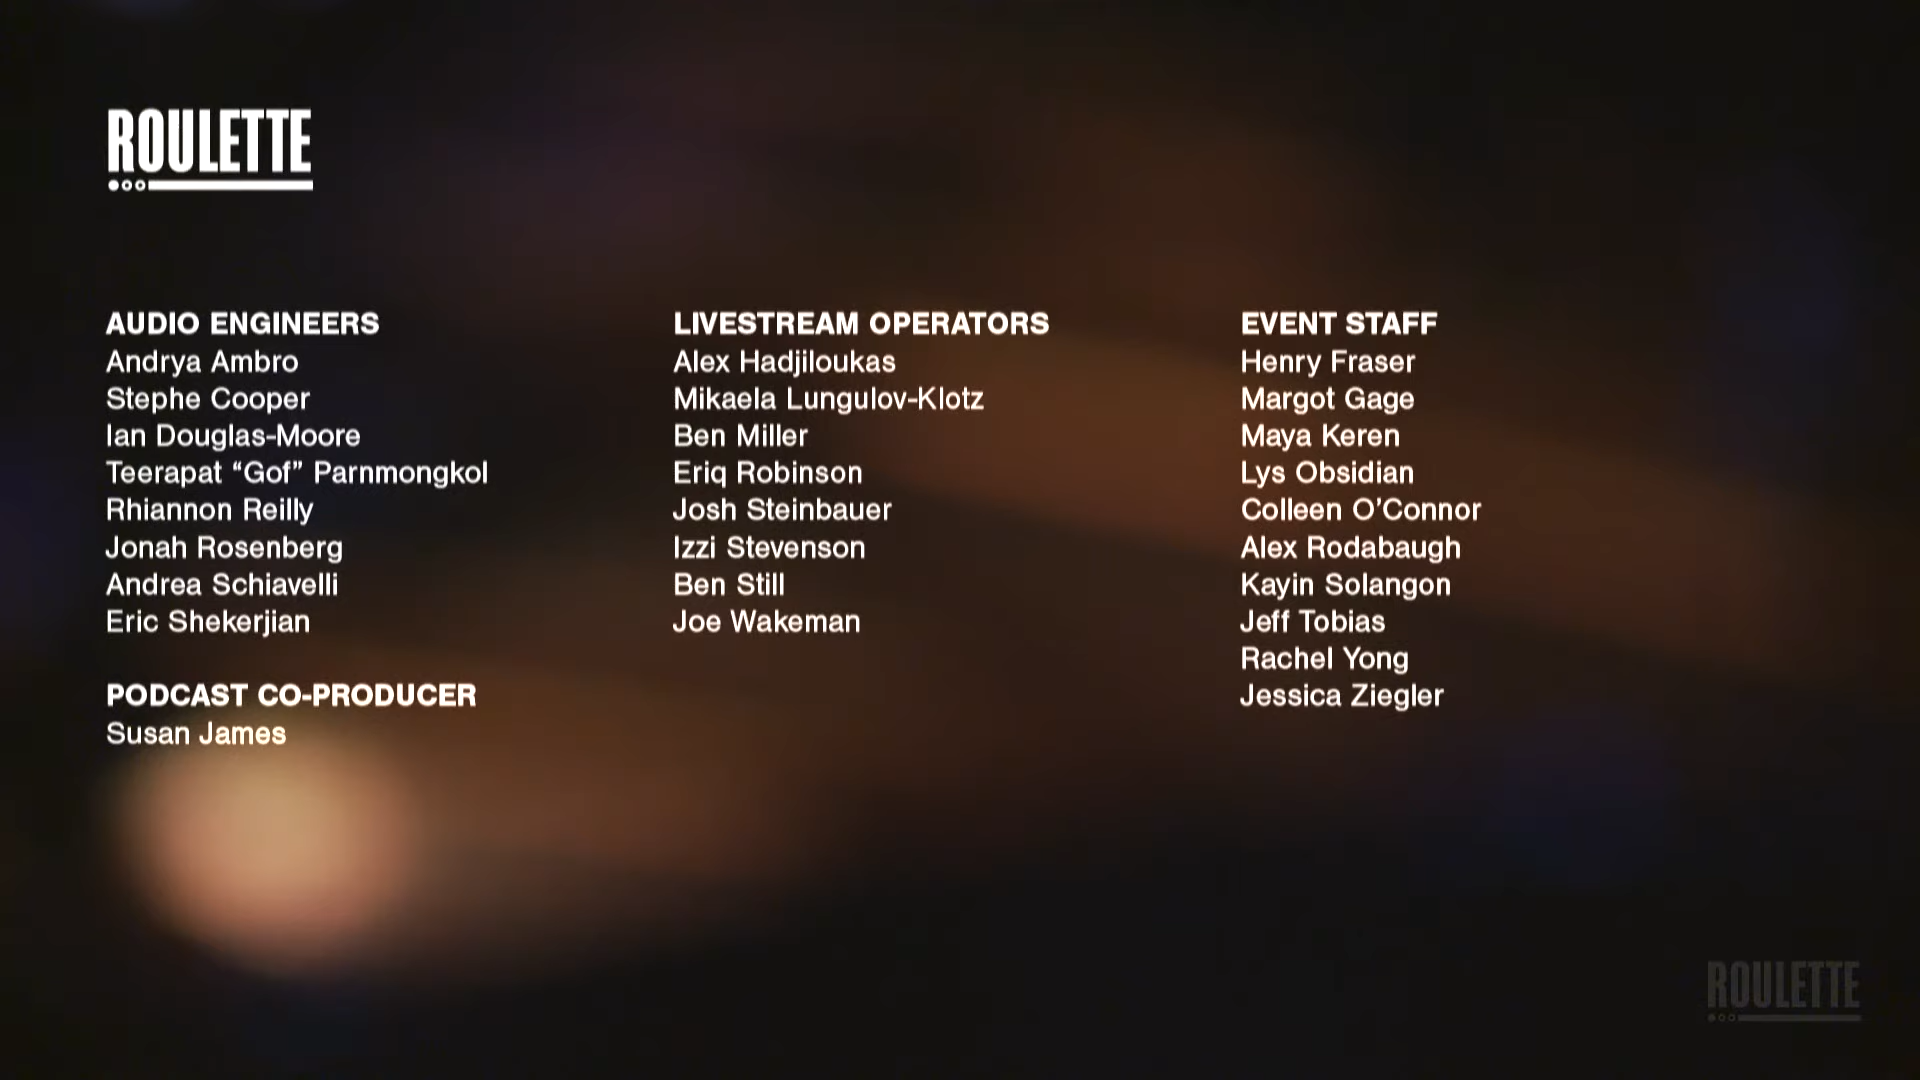 ROULETTE
AUDIO ENGINEERS
Andrya Ambro
Stephe Cooper
Ian Douglas-Moore
Teerapat “Gof” Parnmongkol
Rhiannon Reilly
Jonah Rosenberg
Andrea Schiavelli
Eric Shekerjian
PODCAST CO-PRODUCER
Susan James
LIVESTREAM OPERATORS
Alex Hadjiloukas
Mikaela Lungulov-Klotz
Ben Miller
Eriq Robinson
Josh Steinbauer
Izzi Stevenson
Ben Still
Joe Wakeman
EVENT STAFF
Henry Fraser
Margot Gage
Maya Keren
Lys Obsidian
Colleen O’Connor
Alex Rodabaugh
Kayin Solangon
Jeff Tobias
Rachel Yong
Jessica Ziegler
ROULETTE